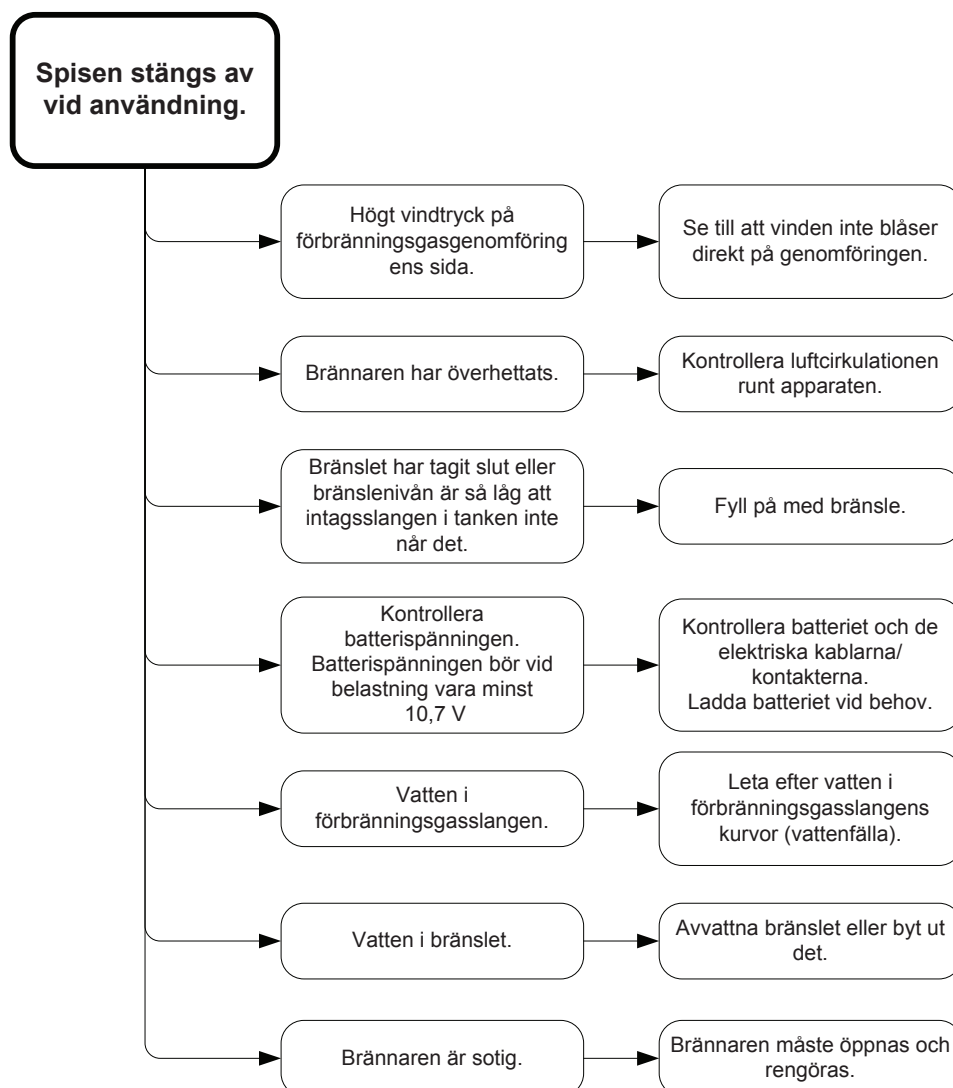 Spisen stängs av
vid användning.
Högt vindtryck på
förbränningsgasgenomföring
ens sida.
Se till att vinden inte blåser
direkt på genomföringen.
Brännaren har överhettats.
Kontrollera luftcirkulationen
runt apparaten.
Bränslet har tagit slut eller
bränslenivån är så låg att
intagsslangen i tanken inte
når det.
Fyll på med bränsle.
Kontrollera
batterispänningen.
Batterispänningen bör vid
belastning vara minst
10,7 V
Kontrollera batteriet och de
elektriska kablarna/
kontakterna.
Ladda batteriet vid behov.
Vatten i
förbränningsgasslangen.
Leta efter vatten i
förbränningsgasslangens
kurvor (vattenfälla).
Vatten i bränslet.
Avvattna bränslet eller byt ut
det.
Brännaren är sotig.
Brännaren måste öppnas och
rengöras.